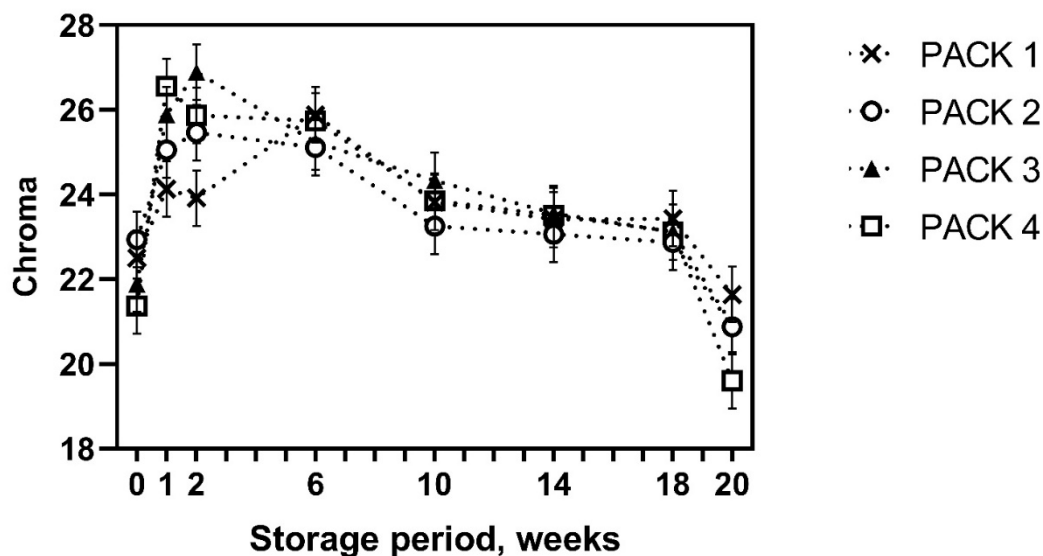 28
26
24
22
20
18
Chroma
0 1 2 6 10 14 18 20
Storage period, weeks
PACK 1
PACK 2
PACK 3
PACK 4